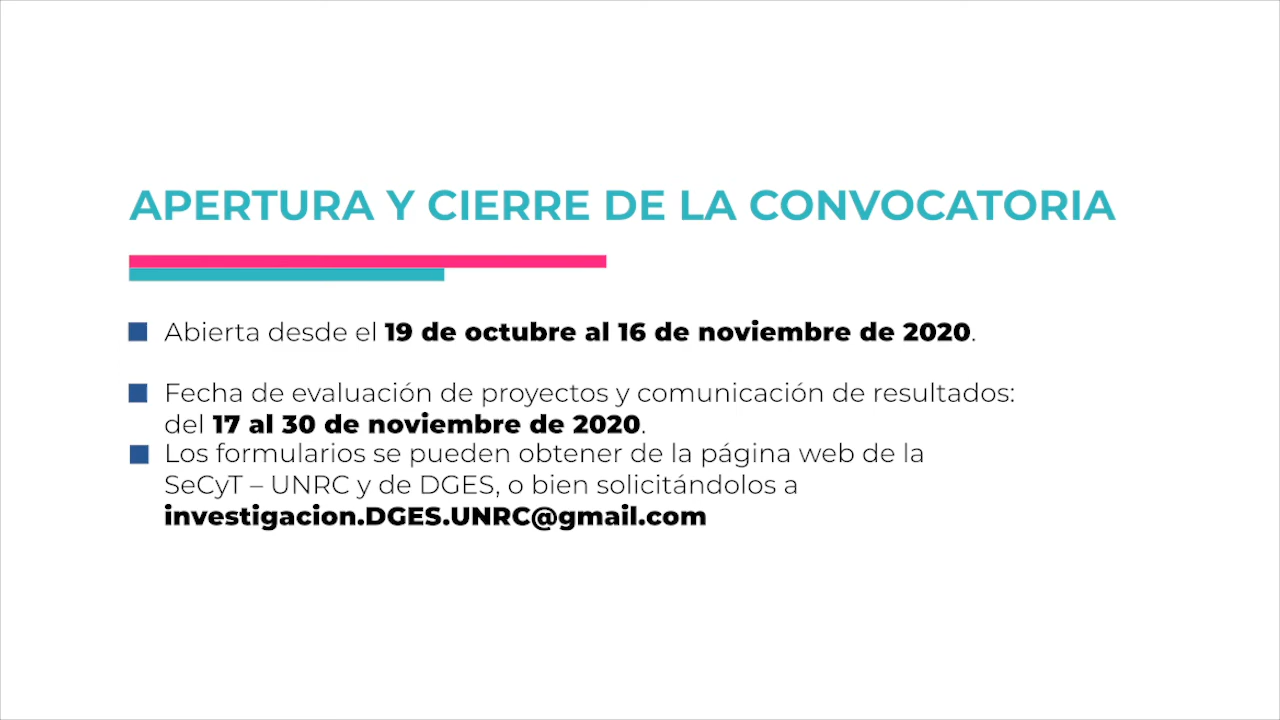 APERTURA Y CIERRE DE LA CONVOCATORIA
Abierta desde el 19 de octubre al 16 de noviembre de 2020.
Fecha de evaluación de proyectos y comunicación de resultados:
del 17 al 30 de noviembre de 2020.
Los formularios se pueden obtener de la página web de la
SeCyT – UNRC y de DGES, o bien solicitándolos a
investigacion.DGES.UNRC@gmail.com